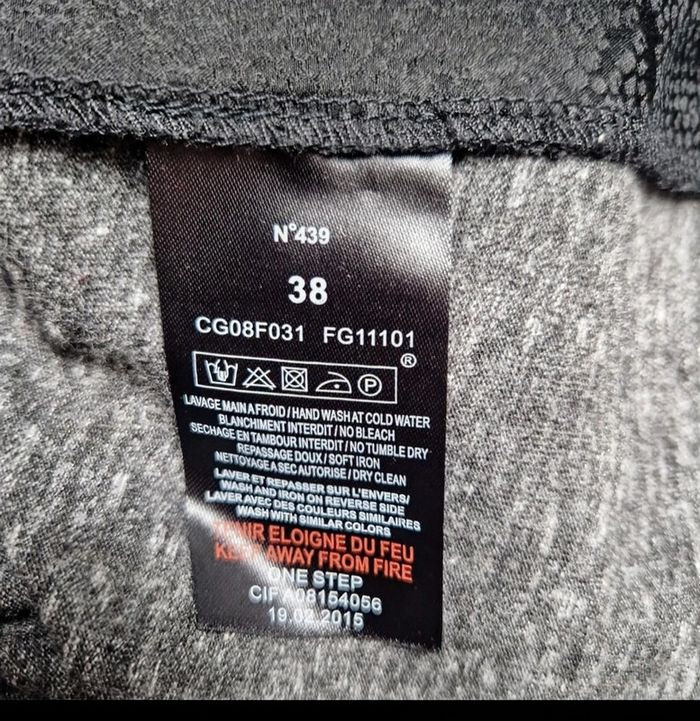 N°439
38
CG08F031 FG11101
®
P
LAVAGE MAIN A FROID / HAND WASH AT COLD WATER
BLANCHIMENT INTERDIT / NO BLEACH
SECHAGE EN TAMBOUR INTERDIT / NO TUMBLE DRY
REPASSAGE DOUX / SOFT IRON
NETTOYAGE A SEC AUTORISE / DRY CLEAN
LAVER ET REPASSER SUR L'ENVERS/
WASH AND IRON ON REVERSE SIDE
LAVER AVEC DES COULEURS SIMILAIRES
WASH WITH SIMILAR COLORS
TENIR ELOIGNE DU FEU
KEEP AWAY FROM FIRE
ONE STEP
CIF A08154056
19.02.2015